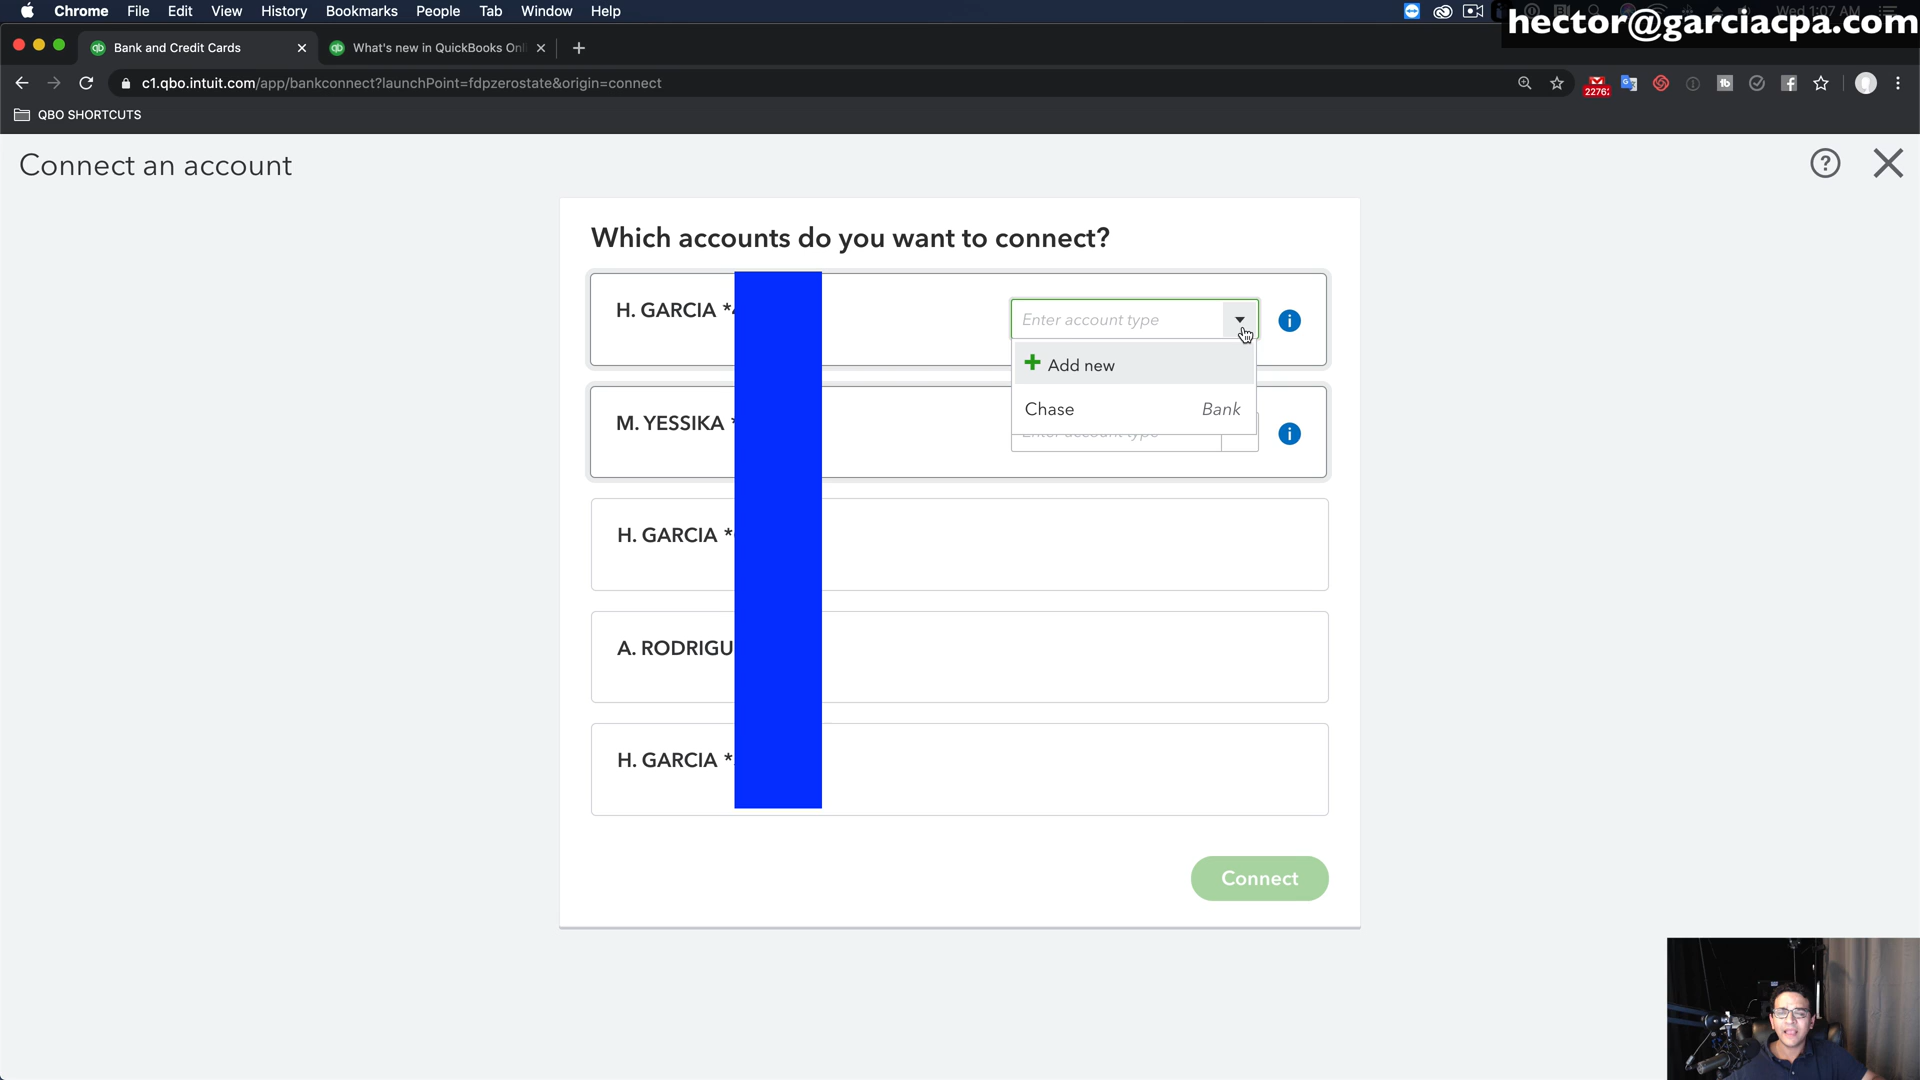 Chrome File Edit View History Bookmarks People Tab Window Help
Wed 1:07 AM
hector@garciacpa.com
Bank and Credit Cards
What's new in QuickBooks Onl
c1.qbo.intuit.com/app/bankconnect?launchPoint=fdpzerostate&origin=connect
2276
QBO SHORTCUTS
Connect an account
Which accounts do you want to connect?
H. GARCIA *
Enter account type
Add new
Chase Bank
M. YESSIKA *
Enter account type
H. GARCIA *
A. RODRIGU
H. GARCIA *
Connect